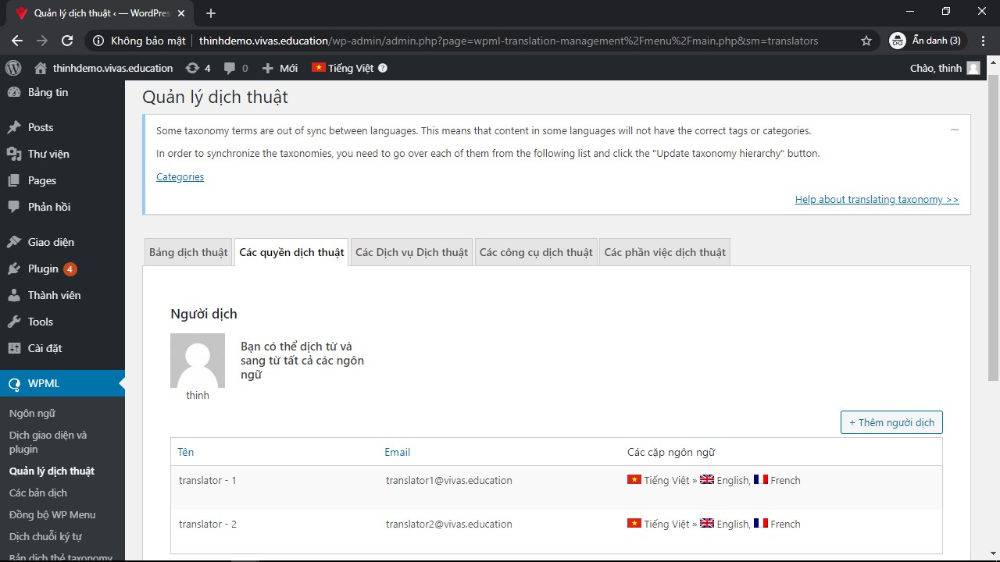 Quản lý dịch thuật ‹ — WordPres
Không bảo mật
thinhdemo.vivas.education/wp-admin/admin.php?page=wpml-translation-management%2Fmenu%2Fmain.php&sm=translators
Ẩn danh (3)
thinhdemo.vivas.education
4
0
Mới
Tiếng Việt
?
Chào, thinh
Bảng tin
Posts
Thư viện
Pages
Phản hồi
Giao diện
Plugin 4
Thành viên
Tools
Cài đặt
WPML
Ngôn ngữ
Dịch giao diện và
plugin
Quản lý dịch thuật
Các bản dịch
Đồng bộ WP Menu
Dịch chuỗi ký tự
Bản dịch thẻ taxonomy
Quản lý dịch thuật
Some taxonomy terms are out of sync between languages. This means that content in some languages will not have the correct tags or categories.
In order to synchronize the taxonomies, you need to go over each of them from the following list and click the "Update taxonomy hierarchy" button.
Categories
Help about translating taxonomy >>
Bảng dịch thuật
Các quyền dịch thuật
Các Dịch vụ Dịch thuật
Các công cụ dịch thuật
Các phần việc dịch thuật
Người dịch
Bạn có thể dịch từ và
sang từ tất cả các ngôn
ngữ
thinh
+ Thêm người dịch
Tên Email Các cặp ngôn ngữ
translator - 1 translator1@vivas.education Tiếng Việt » English, French
translator - 2 translator2@vivas.education Tiếng Việt » English, French